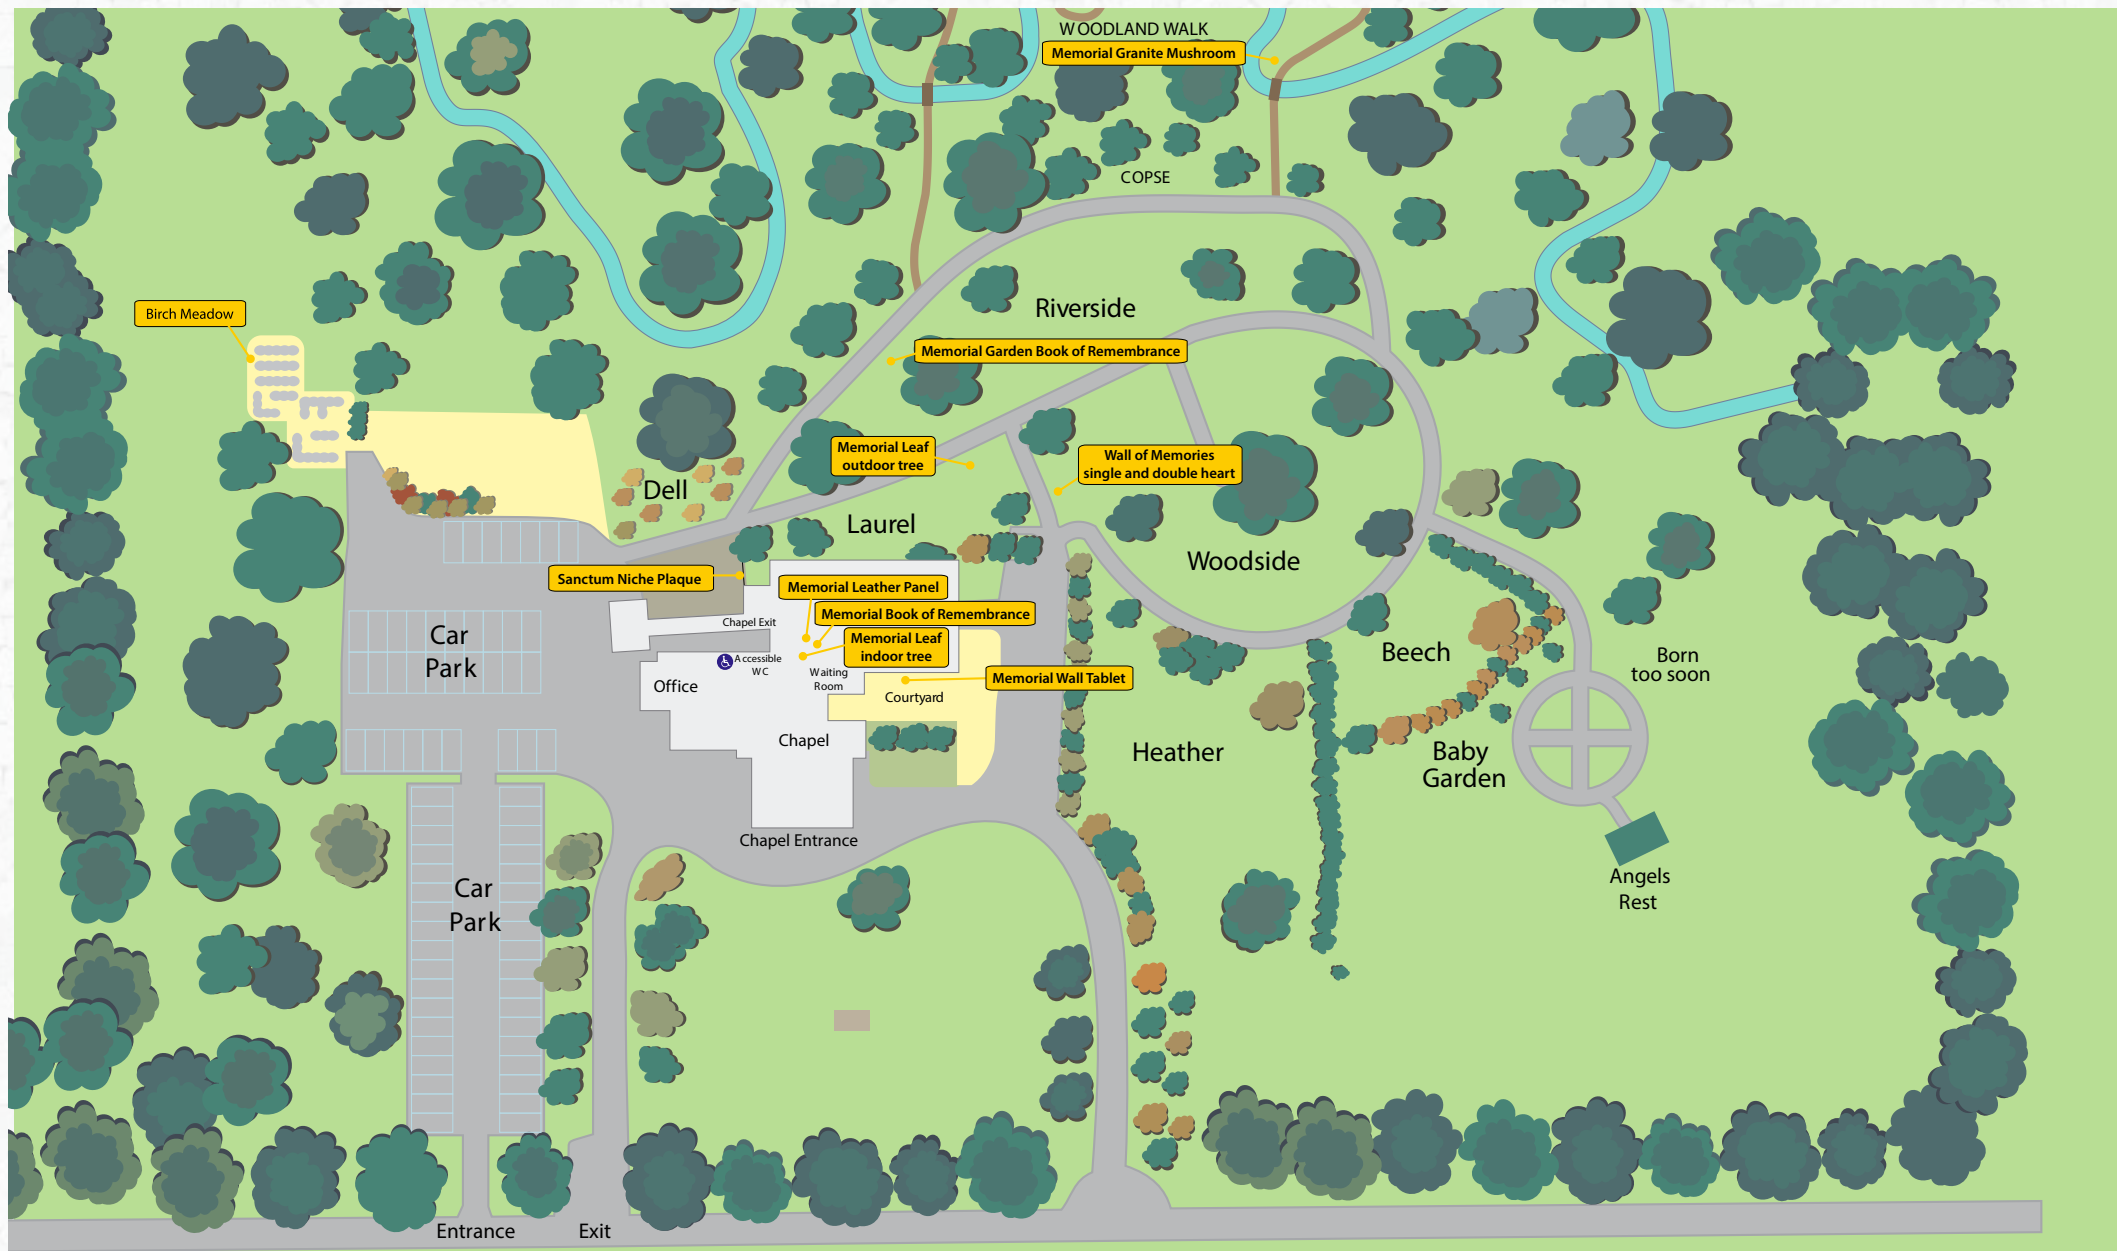 WOODLAND WALK
Memorial Granite Mushroom
COPSE
Birch Meadow
Riverside
Memorial Garden Book of Remembrance
Memorial Leaf
outdoor tree
Wall of Memories
single and double heart
Dell
Laurel
Woodside
Sanctum Niche Plaque
Memorial Leather Panel
Memorial Book of Remembrance
Chapel Exit
Memorial Leaf
indoor tree
Car
Park
Accessible
WC
Waiting
Room
Office
Memorial Wall Tablet
Courtyard
Chapel
Beech
Born
too soon
Heather
Baby
Garden
Chapel Entrance
Car
Park
Angels
Rest
Entrance
Exit